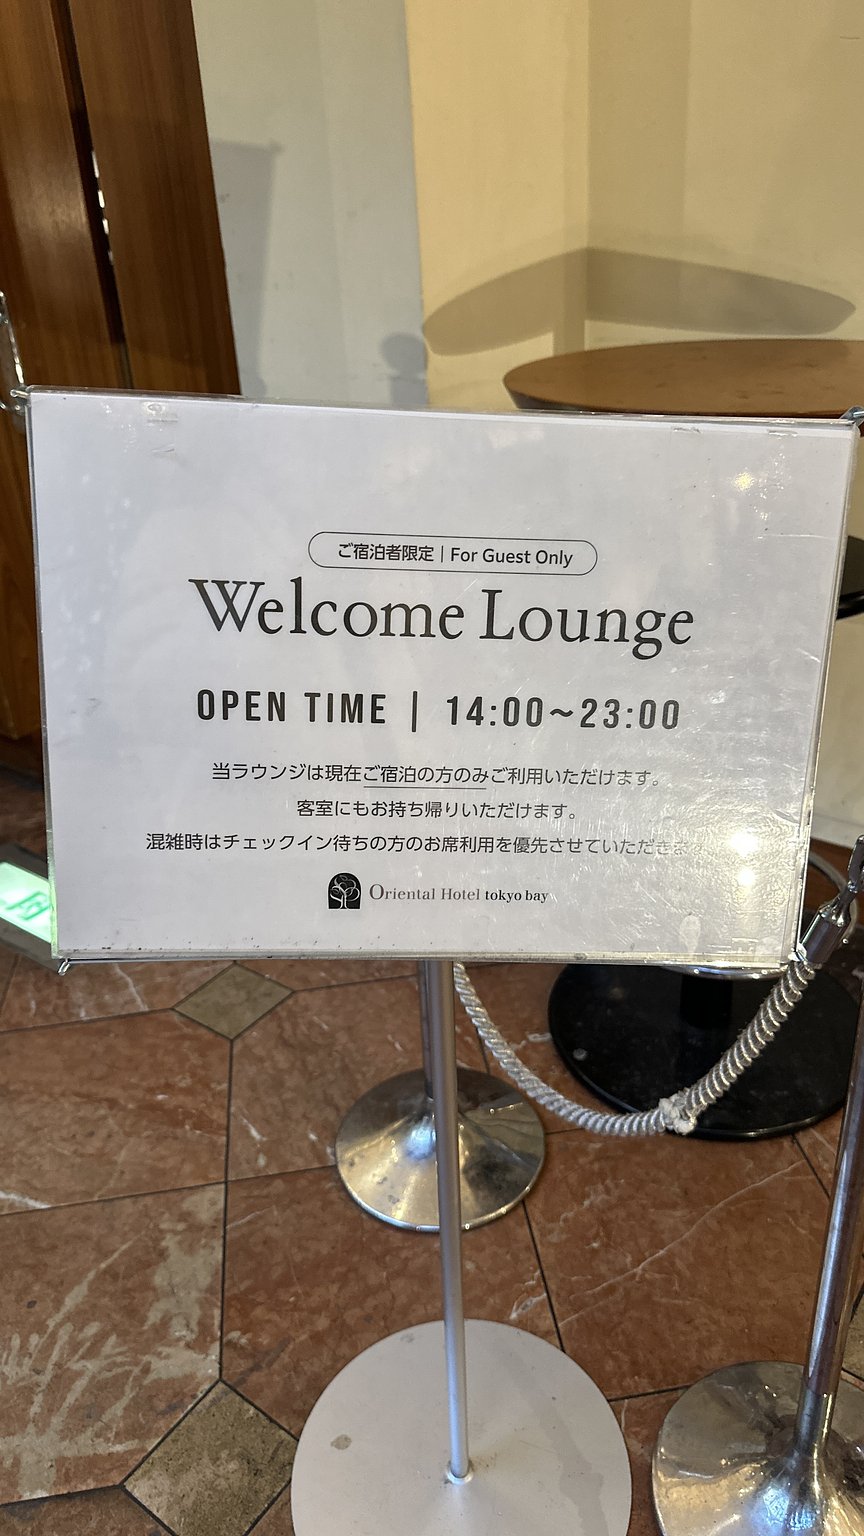 ご宿泊者限定｜For Guest Only
Welcome Lounge
OPEN TIME | 14:00～23:00
当ラウンジは現在ご宿泊の方のみご利用いただけます。
客室にもお持ち帰りいただけます。
混雑時はチェックイン待ちの方のお席利用を優先させていただきます
Oriental Hotel tokyo bay